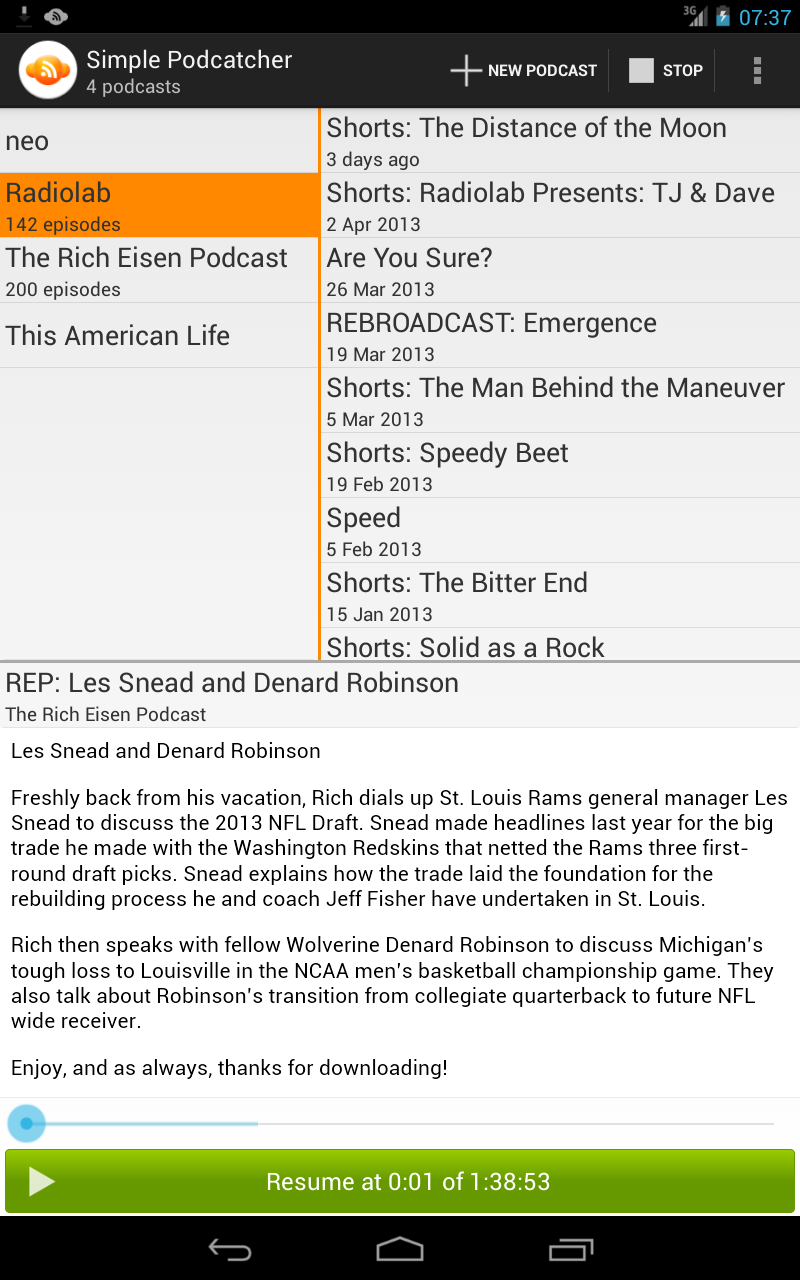 3G
07:37
Simple Podcatcher
4 podcasts
NEW PODCAST
STOP
neo
Radiolab
142 episodes
The Rich Eisen Podcast
200 episodes
This American Life
Shorts: The Distance of the Moon
3 days ago
Shorts: Radiolab Presents: TJ & Dave
2 Apr 2013
Are You Sure?
26 Mar 2013
REBROADCAST: Emergence
19 Mar 2013
Shorts: The Man Behind the Maneuver
5 Mar 2013
Shorts: Speedy Beet
19 Feb 2013
Speed
5 Feb 2013
Shorts: The Bitter End
15 Jan 2013
Shorts: Solid as a Rock
REP: Les Snead and Denard Robinson
The Rich Eisen Podcast
Les Snead and Denard Robinson
Freshly back from his vacation, Rich dials up St. Louis Rams general manager Les
Snead to discuss the 2013 NFL Draft. Snead made headlines last year for the big
trade he made with the Washington Redskins that netted the Rams three first-
round draft picks. Snead explains how the trade laid the foundation for the
rebuilding process he and coach Jeff Fisher have undertaken in St. Louis.
Rich then speaks with fellow Wolverine Denard Robinson to discuss Michigan's
tough loss to Louisville in the NCAA men's basketball championship game. They
also talk about Robinson's transition from collegiate quarterback to future NFL
wide receiver.
Enjoy, and as always, thanks for downloading!
Resume at 0:01 of 1:38:53